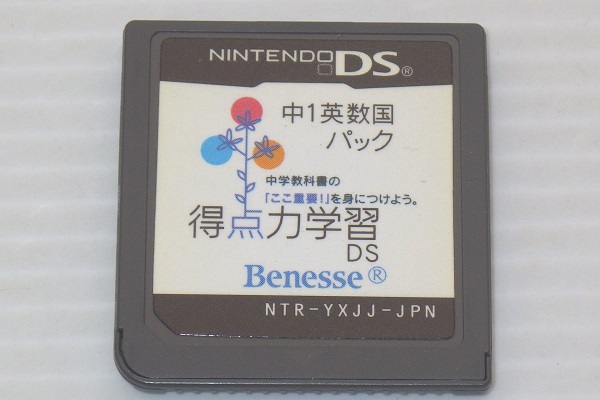 NINTENDO DS®
中1英数国
パック
中学教科書の
「ここ重要!」を身につけよう。
得点力学習
DS
Benesse®
NTR-YXJJ-JPN